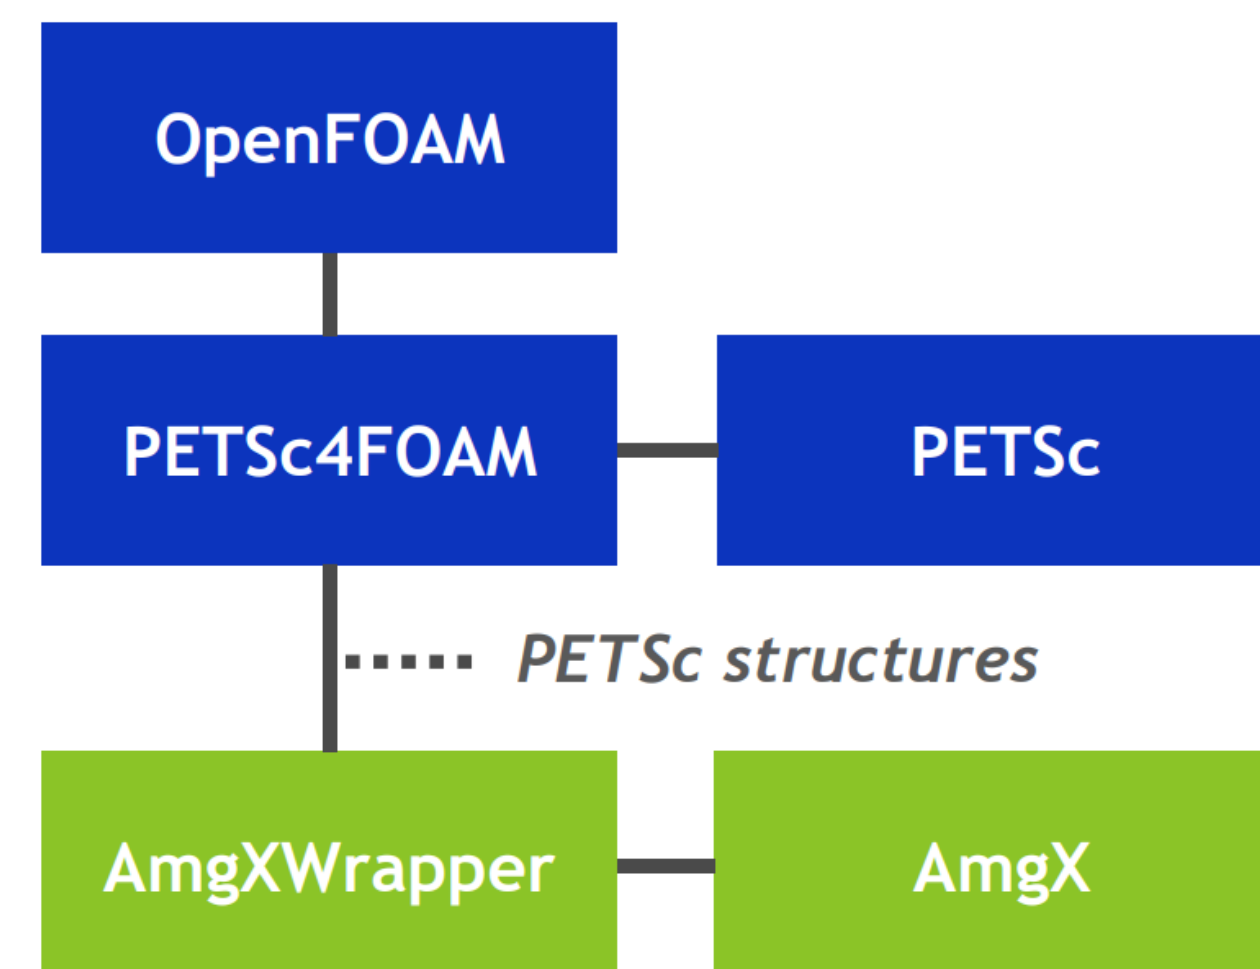 OpenFOAM
PETSc4FOAM
PETSc
PETSc structures
AmgXWrapper
AmgX